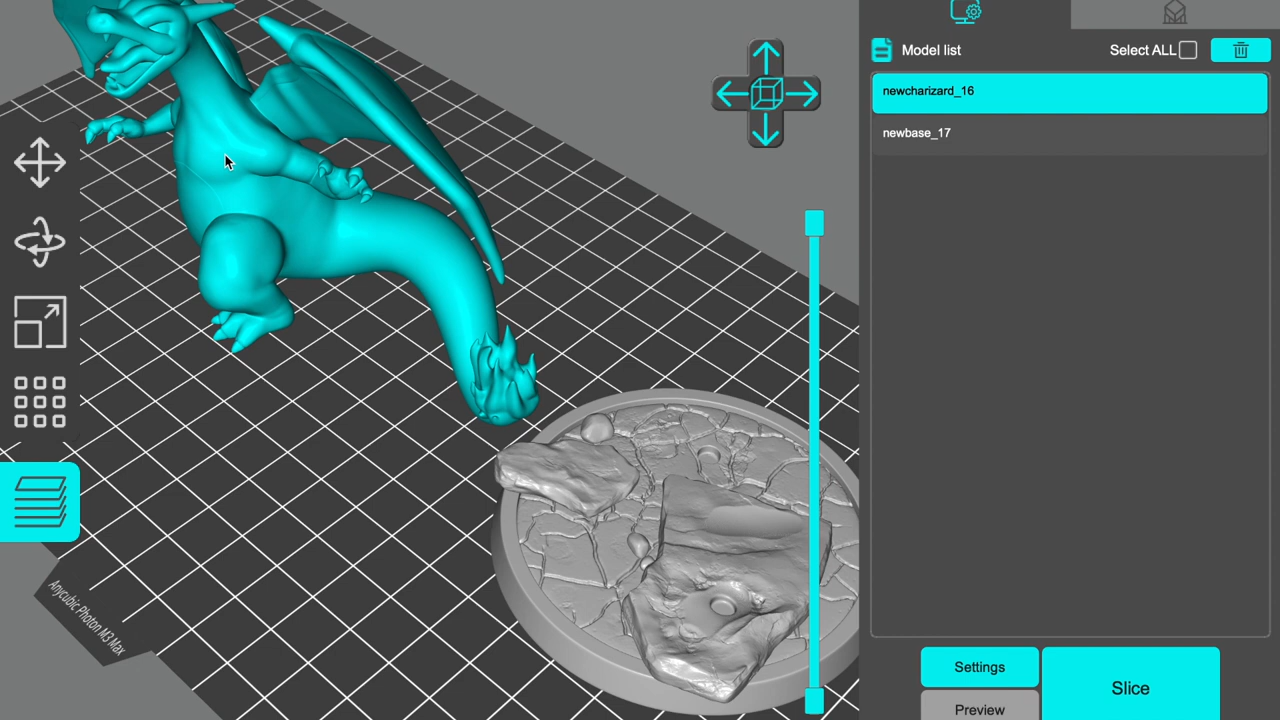 Model list
Select ALL
newcharizard_16
newbase_17
Anycubic Photon M3 Max
Settings
Slice
Preview